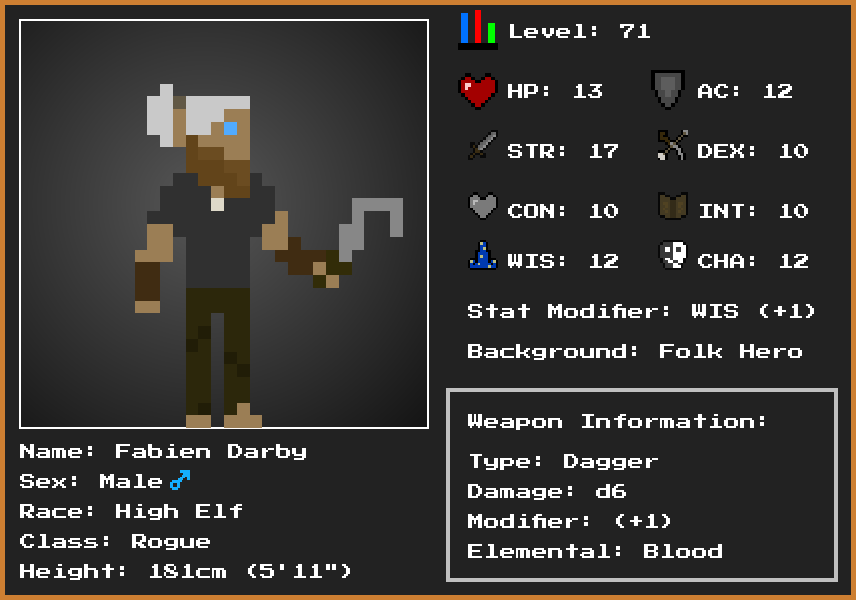 Level: 71
HP: 13 AC: 12
STR: 17 DEX: 10
CON: 10 INT: 10
WIS: 12 CHA: 12
Stat Modifier: WIS (+1)
Background: Folk Hero
Weapon Information:
Type: Dagger
Damage: d6
Modifier: (+1)
Elemental: Blood
Name: Fabien Darby
Sex: Male ♂
Race: High Elf
Class: Rogue
Height: 181cm (5'11")